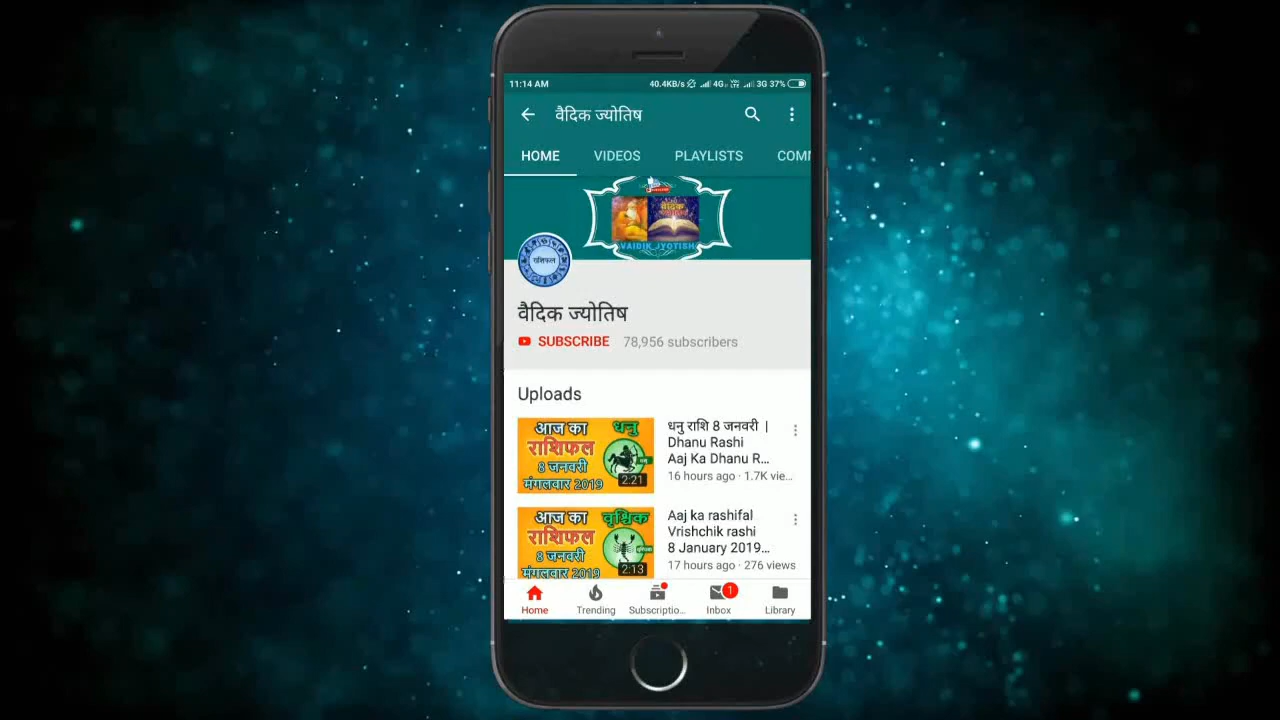 11:14 AM
40.4KB/s 4G VoLTE 3G 37%
वैदिक ज्योतिष
HOME VIDEOS PLAYLISTS COMM
वैदिक
VAIDIK JYOTISH
राशिफल
वैदिक ज्योतिष
SUBSCRIBE 78,956 subscribers
Uploads
आज का धनु
राशिफल
8 जनवरी
मंगलवार 2019
2:21
धनु राशि 8 जनवरी |
Dhanu Rashi
Aaj Ka Dhanu R...
16 hours ago · 1.7K vie...
आज का वृश्चिक
राशिफल
8 जनवरी
मंगलवार 2019
2:13
Aaj ka rashifal
Vrishchik rashi
8 January 2019...
17 hours ago · 276 views
1
Home Trending Subscriptio... Inbox Library